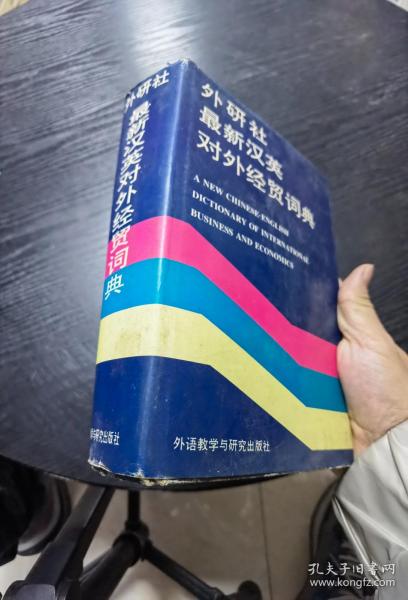 外研社
最新汉英
对外经贸词典
A NEW CHINESE-ENGLISH
DICTIONARY OF INTERNATIONAL
BUSINESS AND ECONOMICS
外语教学与研究出版社
外研社
最新汉英对外经贸词典
学与研究出版社
孔夫子旧书网
www.kongfz.com